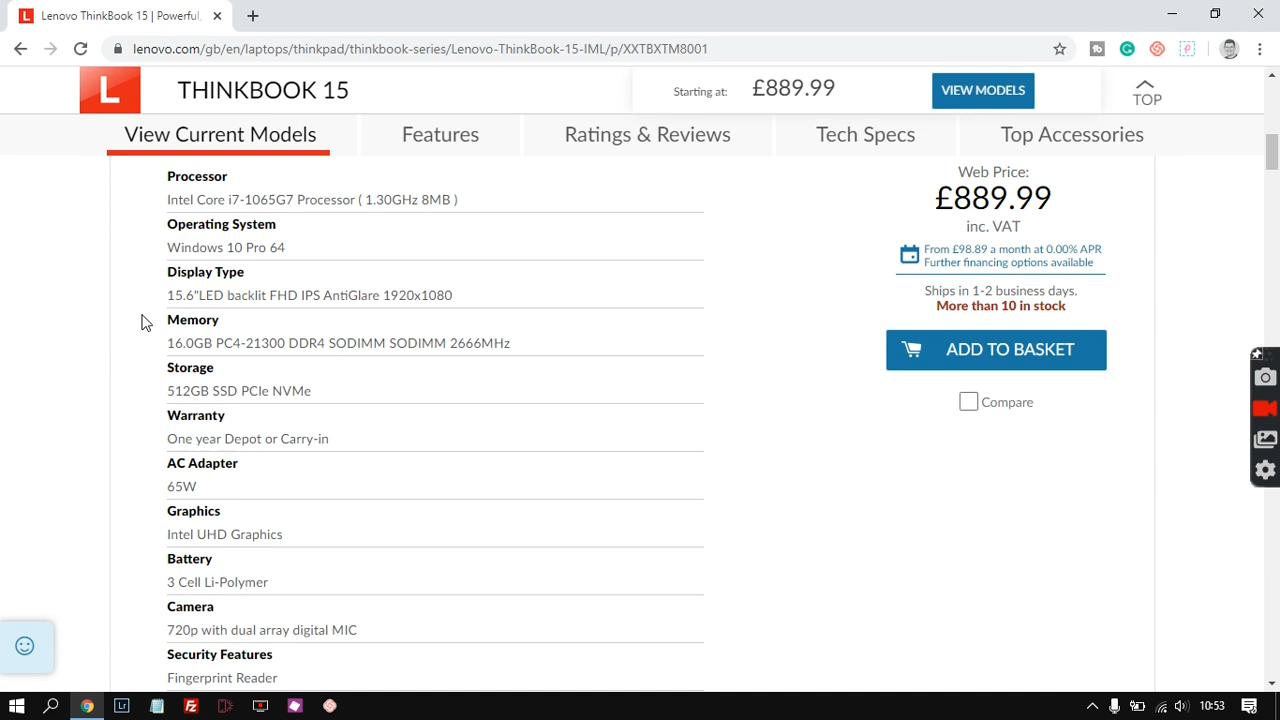 Lenovo ThinkBook 15 | Powerful,
lenovo.com/gb/en/laptops/thinkpad/thinkbook-series/Lenovo-ThinkBook-15-IML/p/XXTBXTM8001
L
THINKBOOK 15
Starting at:
£889.99
VIEW MODELS
TOP
View Current Models
Features
Ratings & Reviews
Tech Specs
Top Accessories
Processor
Intel Core i7-1065G7 Processor ( 1.30GHz 8MB )
Operating System
Windows 10 Pro 64
Display Type
15.6"LED backlit FHD IPS AntiGlare 1920x1080
Memory
16.0GB PC4-21300 DDR4 SODIMM SODIMM 2666MHz
Storage
512GB SSD PCIe NVMe
Warranty
One year Depot or Carry-in
AC Adapter
65W
Graphics
Intel UHD Graphics
Battery
3 Cell Li-Polymer
Camera
720p with dual array digital MIC
Security Features
Fingerprint Reader
Web Price:
£889.99
inc. VAT
From £98.89 a month at 0.00% APR
Further financing options available
Ships in 1-2 business days.
More than 10 in stock
ADD TO BASKET
Compare
Lr
Fz
10:53